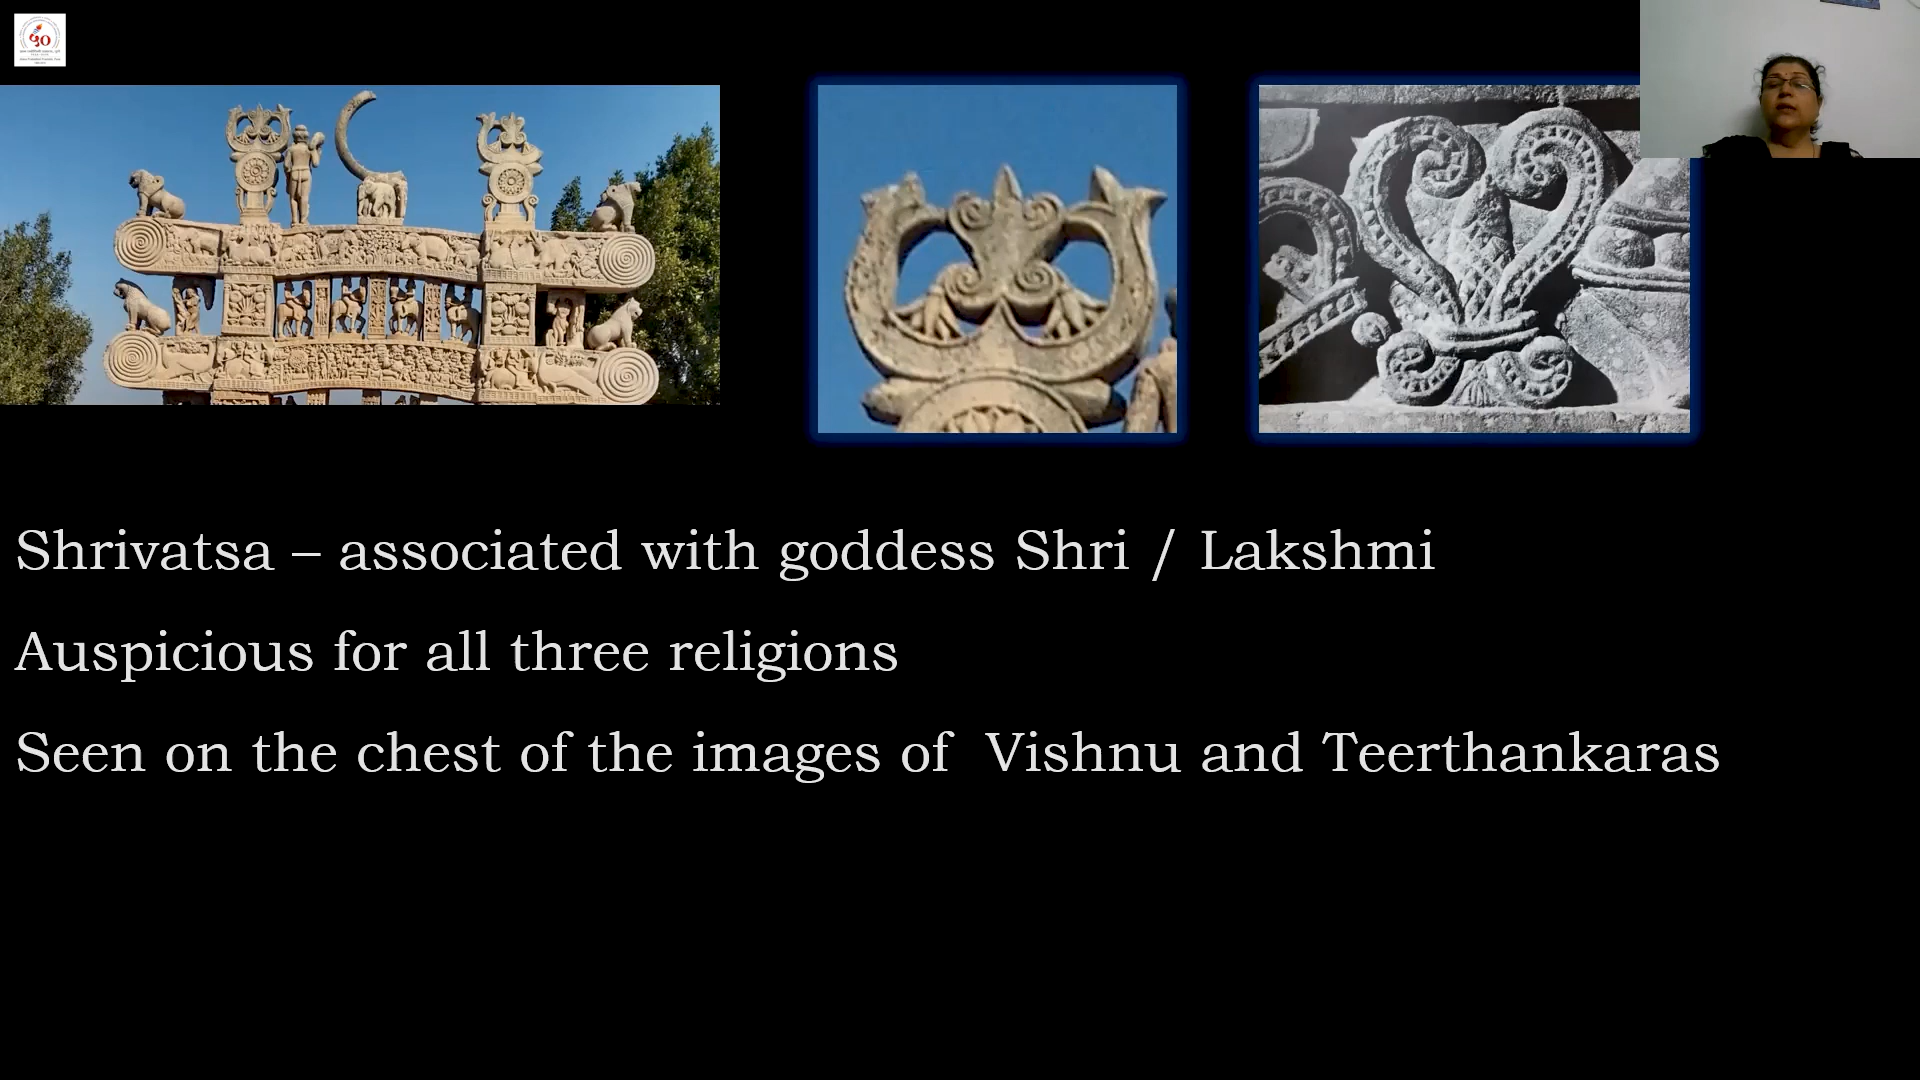 ५०
Shrivatsa – associated with goddess Shri / Lakshmi
Auspicious for all three religions
Seen on the chest of the images of  Vishnu and Teerthankaras